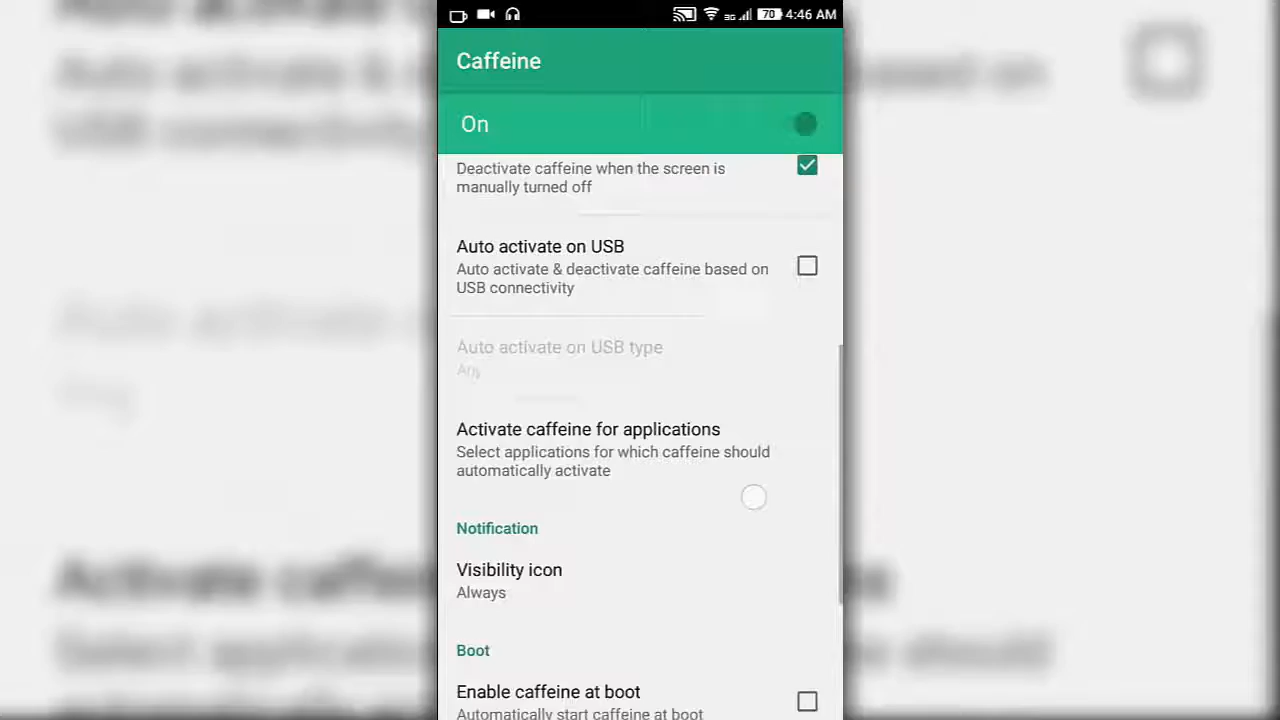 3G 70 4:46 AM
Caffeine
On
Deactivate caffeine when the screen is
manually turned off
Auto activate on USB
Auto activate & deactivate caffeine based on
USB connectivity
Auto activate on USB type
Any
Activate caffeine for applications
Select applications for which caffeine should
automatically activate
Notification
Visibility icon
Always
Boot
Enable caffeine at boot
Automatically start caffeine at boot